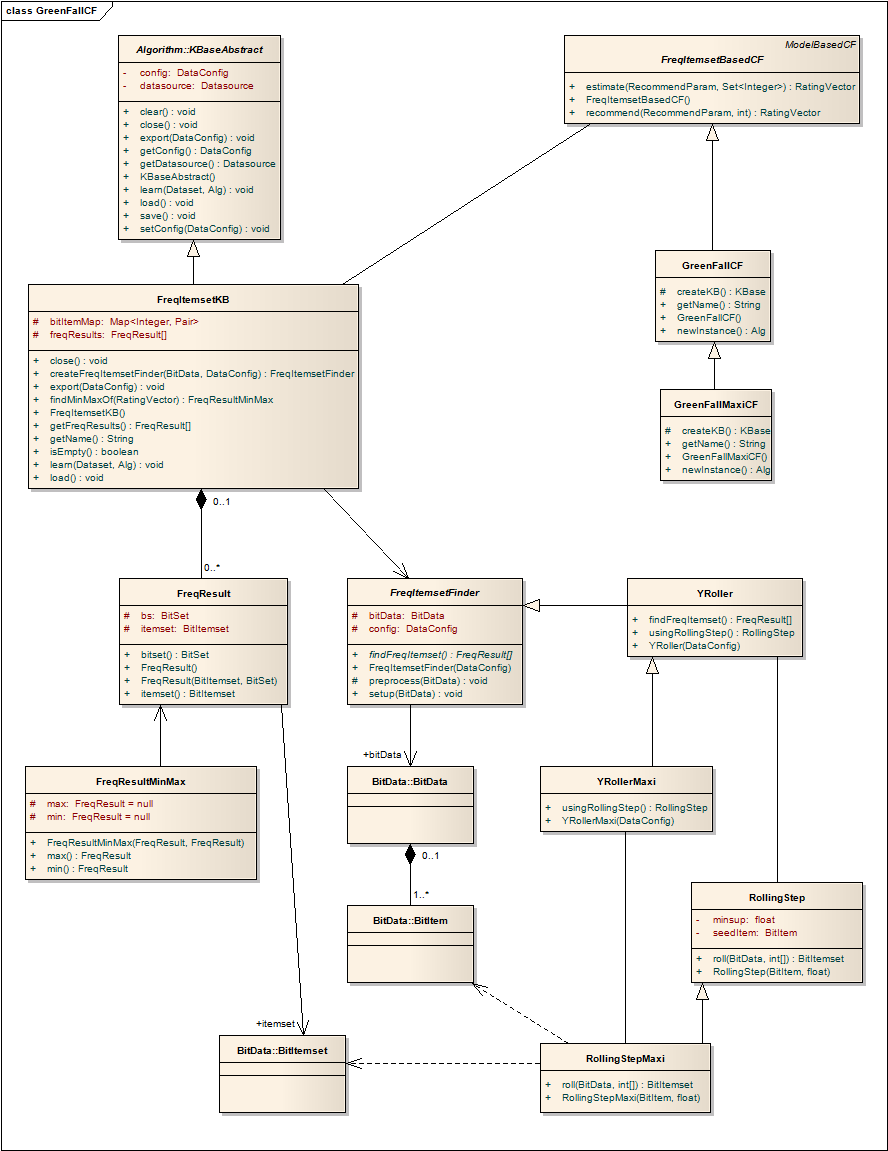 class GreenFallCF
Algorithm::KBaseAbstract
- config: DataConfig
- datasource: Datasource
+ clear() : void
+ close() : void
+ export(DataConfig) : void
+ getConfig() : DataConfig
+ getDatasource() : Datasource
+ KBaseAbstract()
+ learn(Dataset, Alg) : void
+ load() : void
+ save() : void
+ setConfig(DataConfig) : void
ModelBasedCF
FreqItemsetBasedCF
+ estimate(RecommendParam, Set<Integer>) : RatingVector
+ FreqItemsetBasedCF()
+ recommend(RecommendParam, int) : RatingVector
GreenFallCF
# createKB() : KBase
+ getName() : String
+ GreenFallCF()
+ newInstance() : Alg
FreqItemsetKB
# bitItemMap: Map<Integer, Pair>
# freqResults: FreqResult[]
+ close() : void
+ createFreqItemsetFinder(BitData, DataConfig) : FreqItemsetFinder
+ export(DataConfig) : void
+ findMinMaxOf(RatingVector) : FreqResultMinMax
+ FreqItemsetKB()
+ getFreqResults() : FreqResult[]
+ getName() : String
+ isEmpty() : boolean
+ learn(Dataset, Alg) : void
+ load() : void
GreenFallMaxiCF
# createKB() : KBase
+ getName() : String
+ GreenFallMaxiCF()
+ newInstance() : Alg
0..1
0..*
FreqResult
# bs: BitSet
# itemset: BitItemset
+ bitset() : BitSet
+ FreqResult()
+ FreqResult(BitItemset, BitSet)
+ itemset() : BitItemset
FreqItemsetFinder
# bitData: BitData
# config: DataConfig
+ findFreqItemset() : FreqResult[]
+ FreqItemsetFinder(DataConfig)
# preprocess(BitData) : void
+ setup(BitData) : void
YRoller
+ findFreqItemset() : FreqResult[]
+ usingRollingStep() : RollingStep
+ YRoller(DataConfig)
+bitData
FreqResultMinMax
# max: FreqResult = null
# min: FreqResult = null
+ FreqResultMinMax(FreqResult, FreqResult)
+ max() : FreqResult
+ min() : FreqResult
BitData::BitData
YRollerMaxi
+ usingRollingStep() : RollingStep
+ YRollerMaxi(DataConfig)
0..1
1..*
BitData::BitItem
RollingStep
- minsup: float
- seedItem: BitItem
+ roll(BitData, int[]) : BitItemset
+ RollingStep(BitItem, float)
+itemset
BitData::BitItemset
RollingStepMaxi
+ roll(BitData, int[]) : BitItemset
+ RollingStepMaxi(BitItem, float)